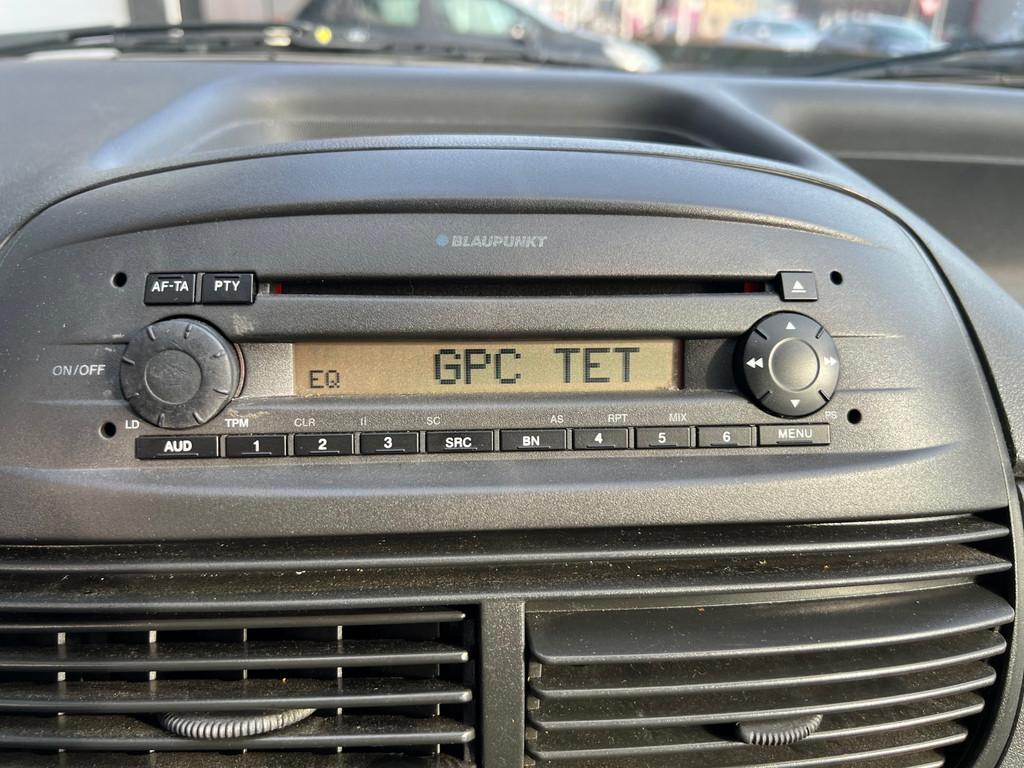 BLAUPUNKT
AF-TA PTY
ON/OFF
EQ GPC TET
LD TPM CLR II SC AS RPT MIX PS
AUD 1 2 3 SRC BN 4 5 6 MENU